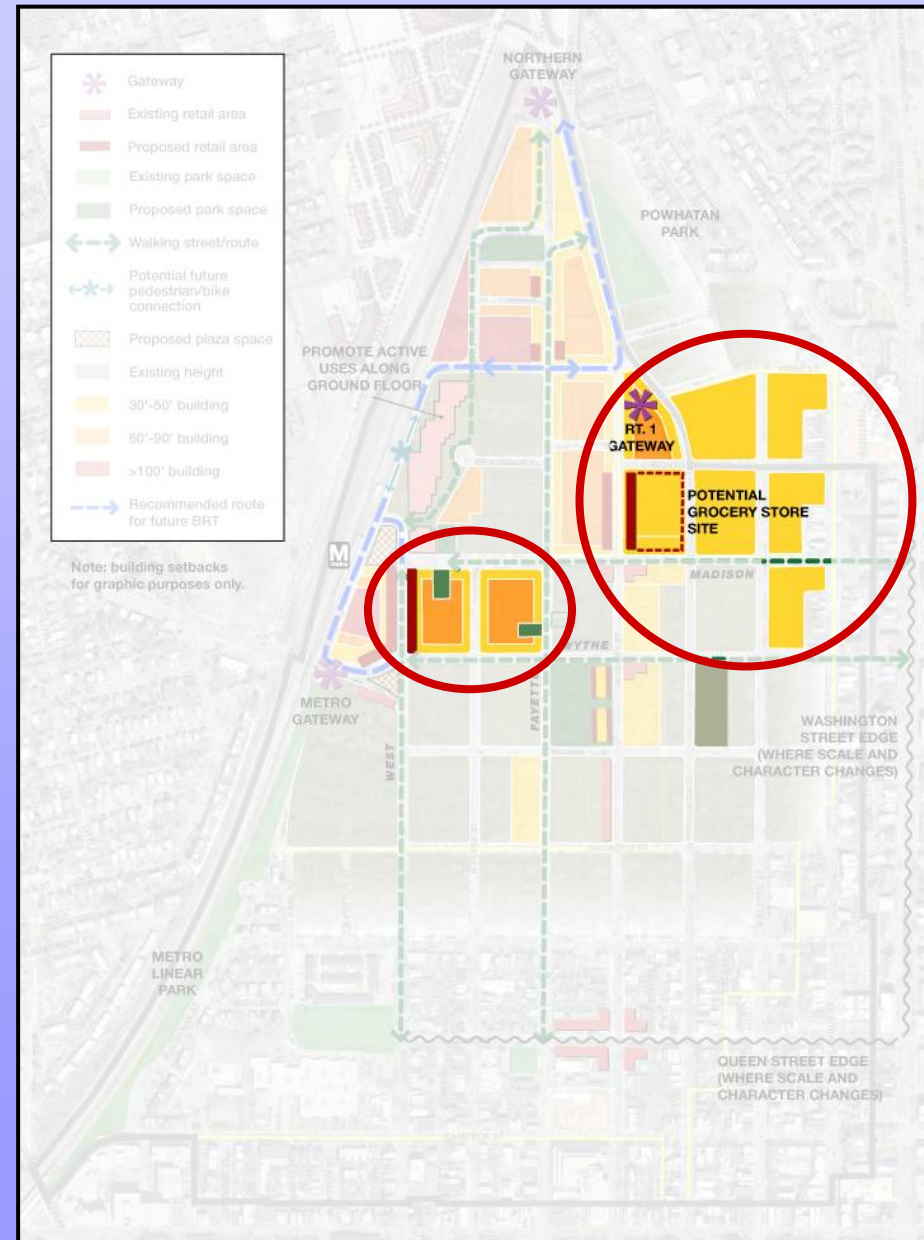 NORTHERN
GATEWAY
Gateway
Existing retail area
Proposed retail area
Existing park space
Proposed park space
Walking street/route
Potential future
pedestrian/bike
connection
Proposed plaza space
Existing height
30'-50' building
60'-90' building
>100' building
Recommended route
for future BRT
Note: building setbacks
for graphic purposes only.
POWHATAN
PARK
PROMOTE ACTIVE
USES ALONG
GROUND FLOOR
RT. 1
GATEWAY
POTENTIAL
GROCERY STORE
SITE
M
MADISON
WYTHE
FAYETTE
WEST
METRO
GATEWAY
WASHINGTON
STREET EDGE
(WHERE SCALE AND
CHARACTER CHANGES)
METRO
LINEAR
PARK
QUEEN STREET EDGE
(WHERE SCALE AND
CHARACTER CHANGES)